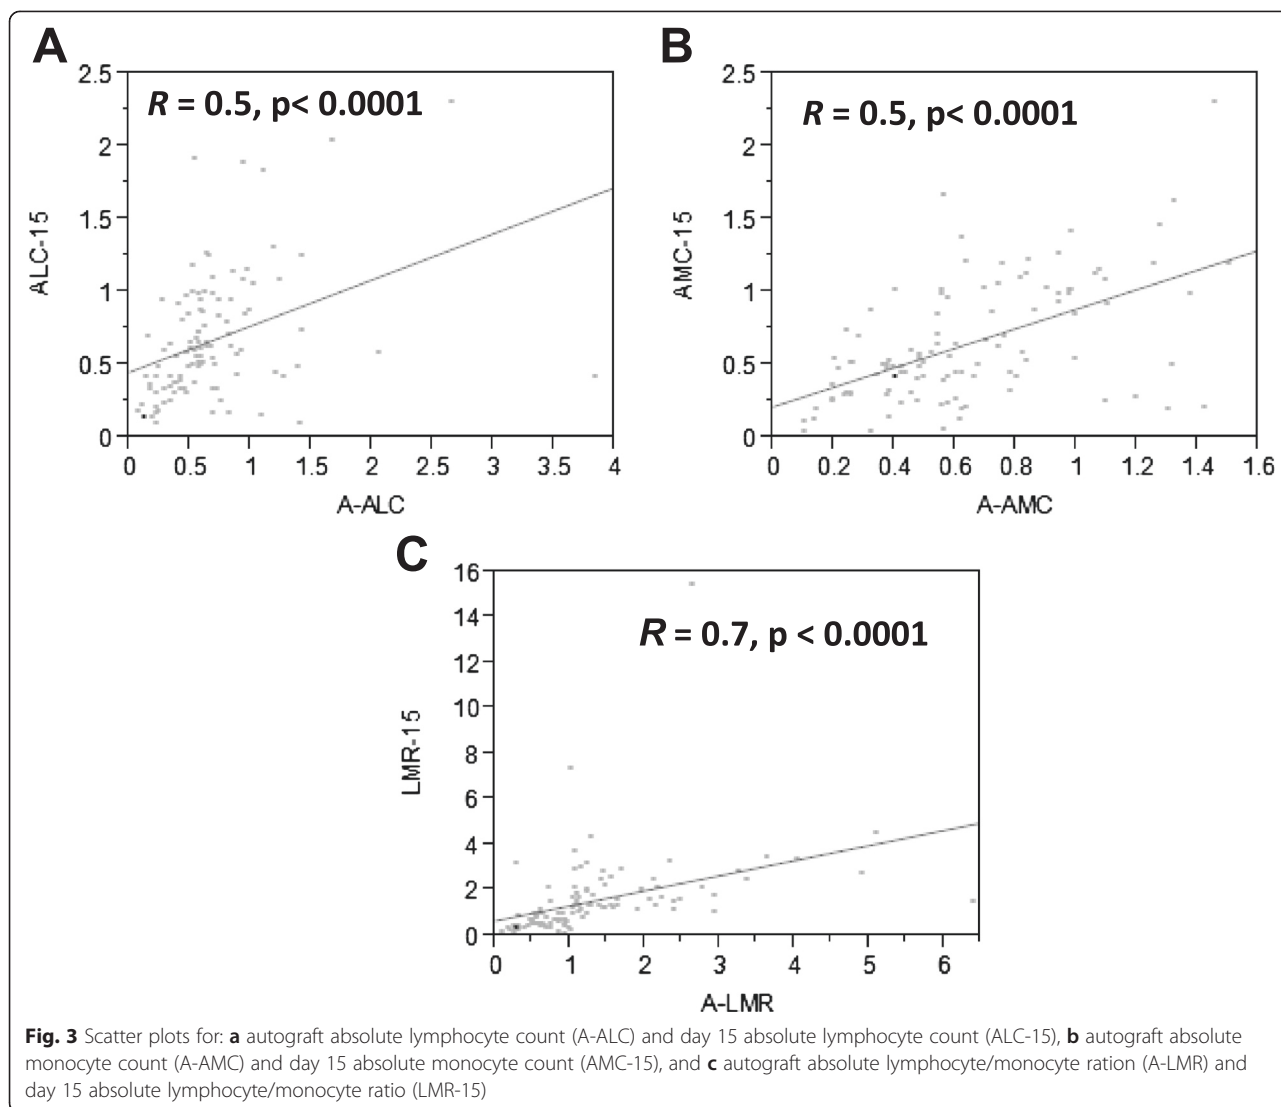 A
R = 0.5, p< 0.0001
2.5
2
1.5
1
0.5
0
ALC-15
0 0.5 1 1.5 2 2.5 3 3.5 4
A-ALC
B
R = 0.5, p< 0.0001
2.5
2
1.5
1
0.5
0
AMC-15
0 0.2 0.4 0.6 0.8 1 1.2 1.4 1.6
A-AMC
C
R = 0.7, p < 0.0001
16
14
12
10
8
6
4
2
0
LMR-15
0 1 2 3 4 5 6
A-LMR
Fig. 3 Scatter plots for: a autograft absolute lymphocyte count (A-ALC) and day 15 absolute lymphocyte count (ALC-15), b autograft absolute
monocyte count (A-AMC) and day 15 absolute monocyte count (AMC-15), and c autograft absolute lymphocyte/monocyte ration (A-LMR) and
day 15 absolute lymphocyte/monocyte ratio (LMR-15)